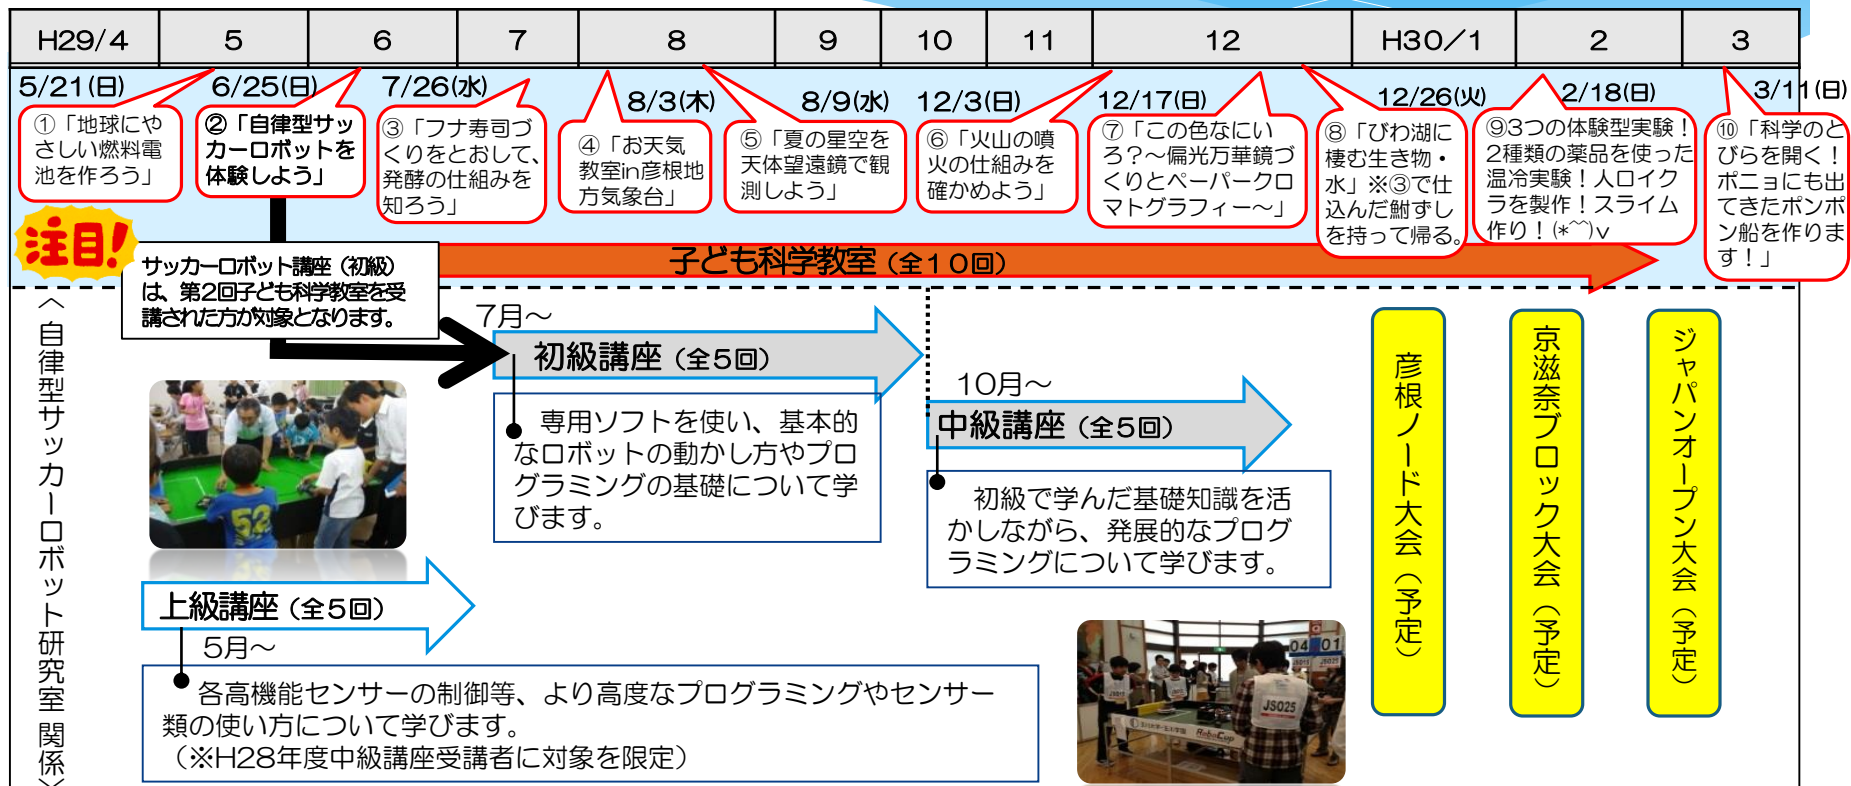 H29/4
5
6
7
8
9
10
11
12
H30／1
2
3
5/21(日)
①「地球にや
さしい燃料電
池を作ろう」
6/25(日)
②「自律型サッ
カーロボットを
体験しよう」
7/26(水)
③「フナ寿司づ
くりをとおして、
発酵の仕組みを
知ろう」
8/3(木)
④「お天気
教室in彦根地
方気象台」
8/9(水)
⑤「夏の星空を
天体望遠鏡で観
測しよう」
12/3(日)
⑥「火山の噴
火の仕組みを
確かめよう」
12/17(日)
⑦「この色なにい
ろ？～偏光万華鏡づ
くりとペーパークロ
マトグラフィー～」
12/26(火)
⑧「びわ湖に
棲む生き物・
水」※③で仕
込んだ鮒ずし
を持って帰る。
2/18(日)
⑨3つの体験型実験！
2種類の薬品を使った
温冷実験！人口イク
ラを製作！スライム
作り！(*^^)v
3/11(日)
⑩「科学のと
びらを開く！
ポニョにも出
てきたポンポ
ン船を作りま
す！」
注目!
子ども科学教室（全１０回）
サッカーロボット講座（初級）
は、第2回子ども科学教室を受
講された方が対象となります。
〈自律型サッカーロボット研究室 関係〉
7月～
初級講座（全5回）
専用ソフトを使い、基本的
なロボットの動かし方やプロ
グラミングの基礎について学
びます。
10月～
中級講座（全5回）
初級で学んだ基礎知識を活
かしながら、発展的なプログ
ラミングについて学びます。
上級講座（全5回）
5月～
各高機能センサーの制御等、より高度なプログラミングやセンサー
類の使い方について学びます。
（※H28年度中級講座受講者に対象を限定）
彦根ノード大会（予定）
京滋奈ブロック大会（予定）
ジャパンオープン大会（予定）
52
04
01
JS015
JS025
JS025
RoboCup